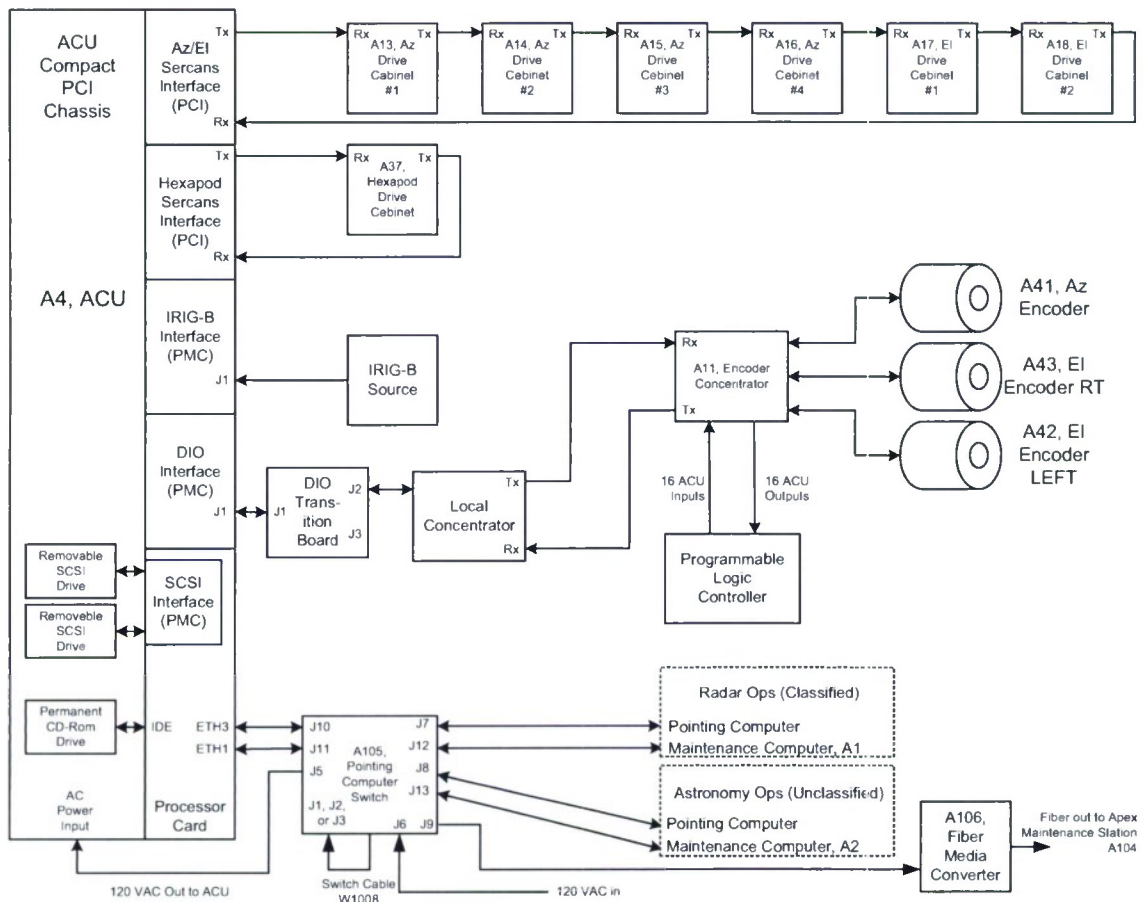 ACU
Compact
PCI
Chassis
A4, ACU
Tx
Az/El
Sercans
Interface
(PCI)
Rx
Tx
Hexapod
Sercans
Interface
(PCI)
Rx
IRIG-B
Interface
(PMC)
J1
DIO
Interface
(PMC)
J1
SCSI
Interface
(PMC)
Removable
SCSI
Drive
Removeble
SCSI
Drive
Permanent
CD-Rom
Drive
IDE
ETH3
ETH1
AC
Power
Input
Processor
Card
Rx Tx
A13, Az
Drive
Cabinet
#1
Rx Tx
A14, Az
Drive
Cebinet
#2
Rx Tx
A15, Az
Drive
Cebinet
#3
Rx Tx
A16, Az
Drive
Cebinet
#4
Rx Tx
A17, El
Drive
Cebinet
#1
Rx Tx
A18, El
Drive
Cebinet
#2
Rx Tx
A37,
Hexapod
Drive
Cebinet
IRIG-B
Source
J1
DIO
Trans-
ition
Board
J2
J3
Local
Concentrator
Tx
Rx
Rx
A11, Encoder
Concentrator
Tx
16 ACU
Inputs
16 ACU
Outputs
Programmable
Logic
Controller
A41, Az
Encoder
A43, El
Encoder RT
A42, El
Encoder
LEFT
J10
J11
J5
J1, J2,
or J3
A105,
Pointing
Computer
Switch
J7
J12
J8
J13
J6 J9
Radar Ops (Classified)
Pointing Computer
Maintenance Computer, A1
Astronomy Ops (Unclassified)
Pointing Computer
Maintenance Computer, A2
A106,
Fiber
Media
Converter
Fiber out to Apex
Maintenance Station
A104
120 VAC Out to ACU
Switch Cable
W1008
120 VAC in